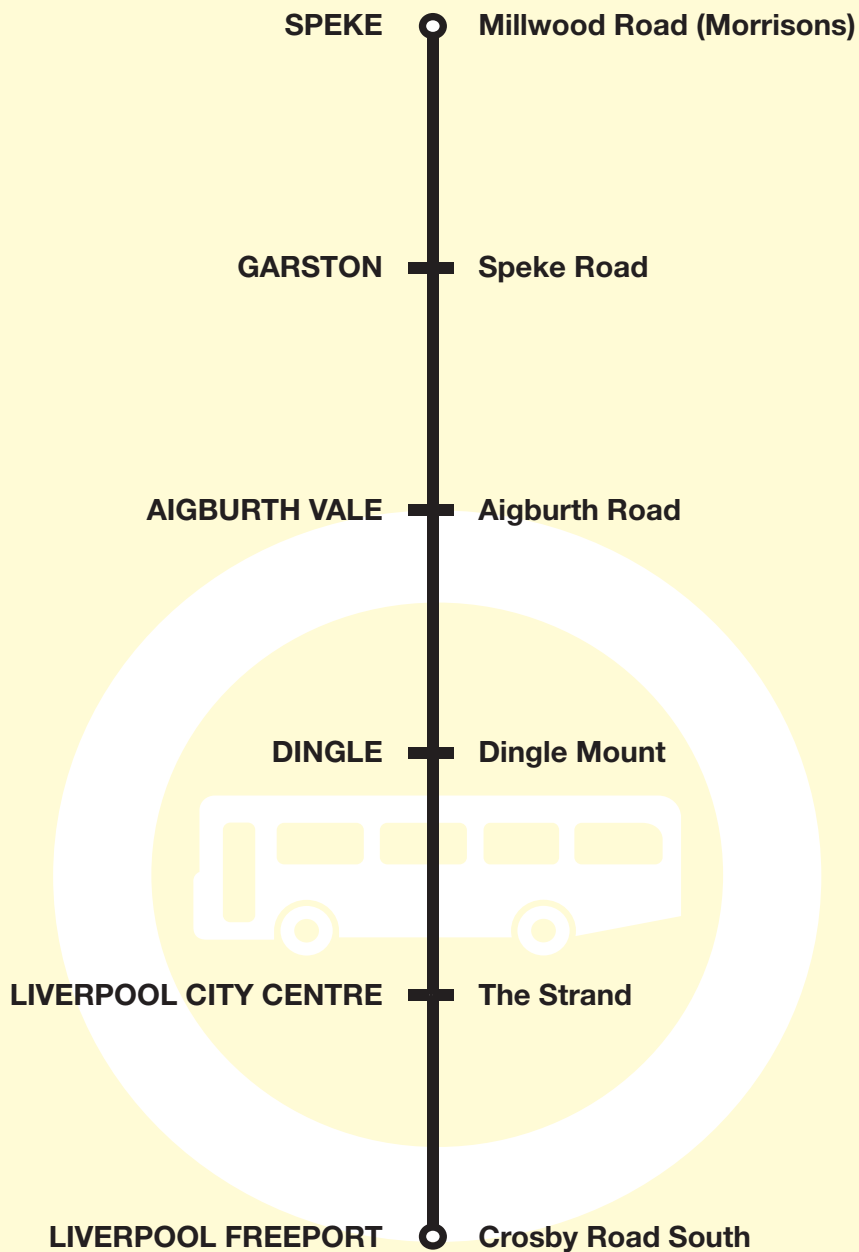 SPEKE Millwood Road (Morrisons)
GARSTON Speke Road
AIGBURTH VALE Aigburth Road
DINGLE Dingle Mount
LIVERPOOL CITY CENTRE The Strand
LIVERPOOL FREEPORT Crosby Road South